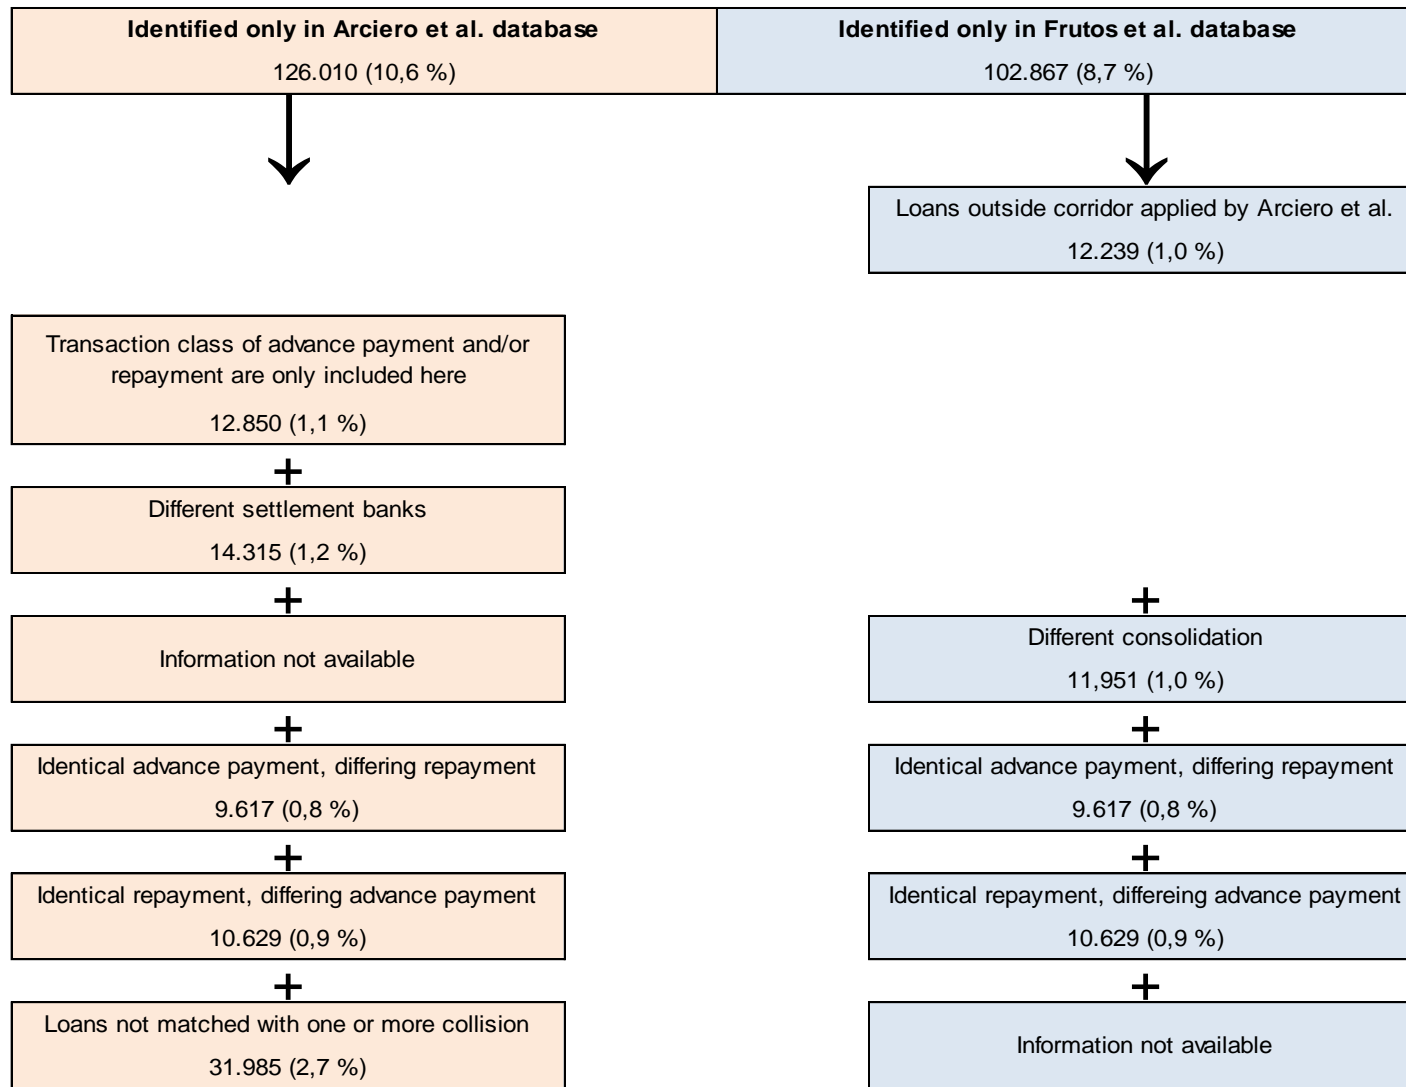 Identified only in Arciero et al. database
126.010 (10,6 %)
Identified only in Frutos et al. database
102.867 (8,7 %)
Loans outside corridor applied by Arciero et al.
12.239 (1,0 %)
Transaction class of advance payment and/or
repayment are only included here
12.850 (1,1 %)
+
Different settlement banks
14.315 (1,2 %)
+
+
Information not available
Different consolidation
11,951 (1,0 %)
+
+
Identical advance payment, differing repayment
9.617 (0,8 %)
Identical advance payment, differing repayment
9.617 (0,8 %)
+
+
Identical repayment, differing advance payment
10.629 (0,9 %)
Identical repayment, differeing advance payment
10.629 (0,9 %)
+
+
Loans not matched with one or more collision
31.985 (2,7 %)
Information not available